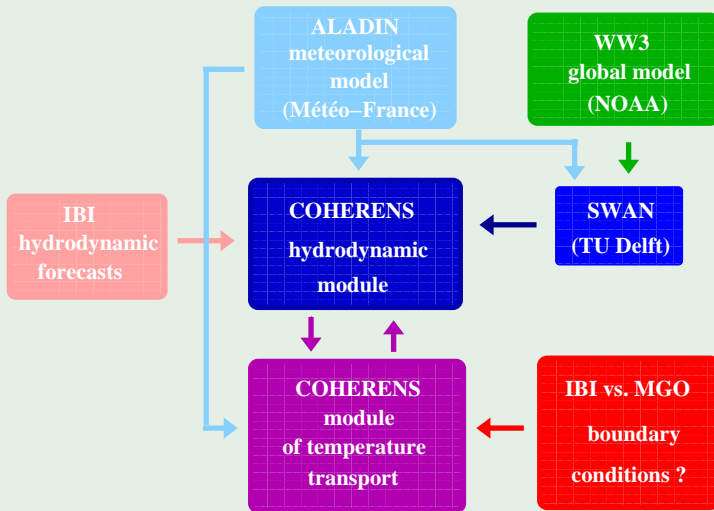 ALADIN
meteorological
model
(Météo−France)
WW3
global model
(NOAA)
IBI
hydrodynamic
forecasts
COHERENS
hydrodynamic
module
SWAN
(TU Delft)
COHERENS
module
of temperature
transport
IBI vs. MGO
boundary
conditions ?